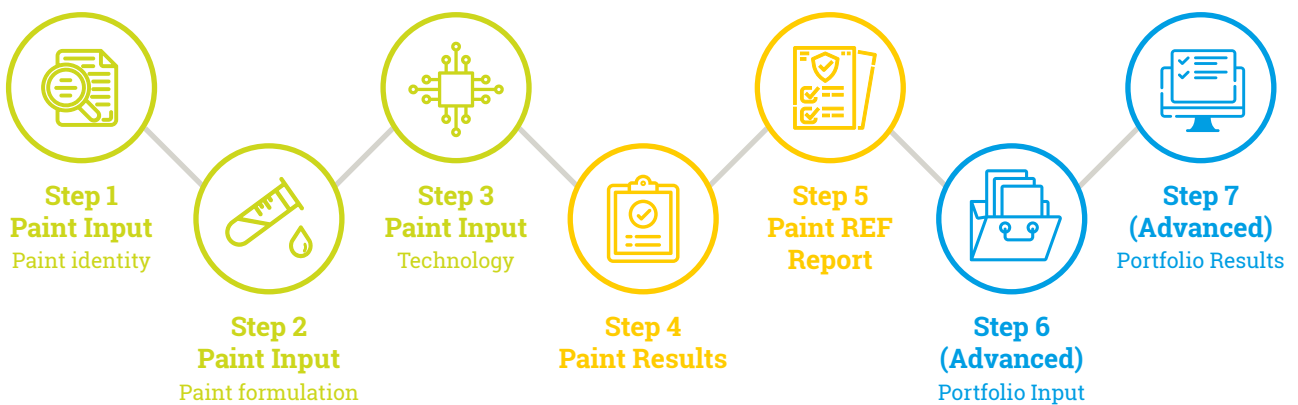 Step 1
Paint Input
Paint identity
Step 2
Paint Input
Paint formulation
Step 3
Paint Input
Technology
Step 4
Paint Results
Step 5
Paint REF
Report
Step 6
(Advanced)
Portfolio Input
Step 7
(Advanced)
Portfolio Results